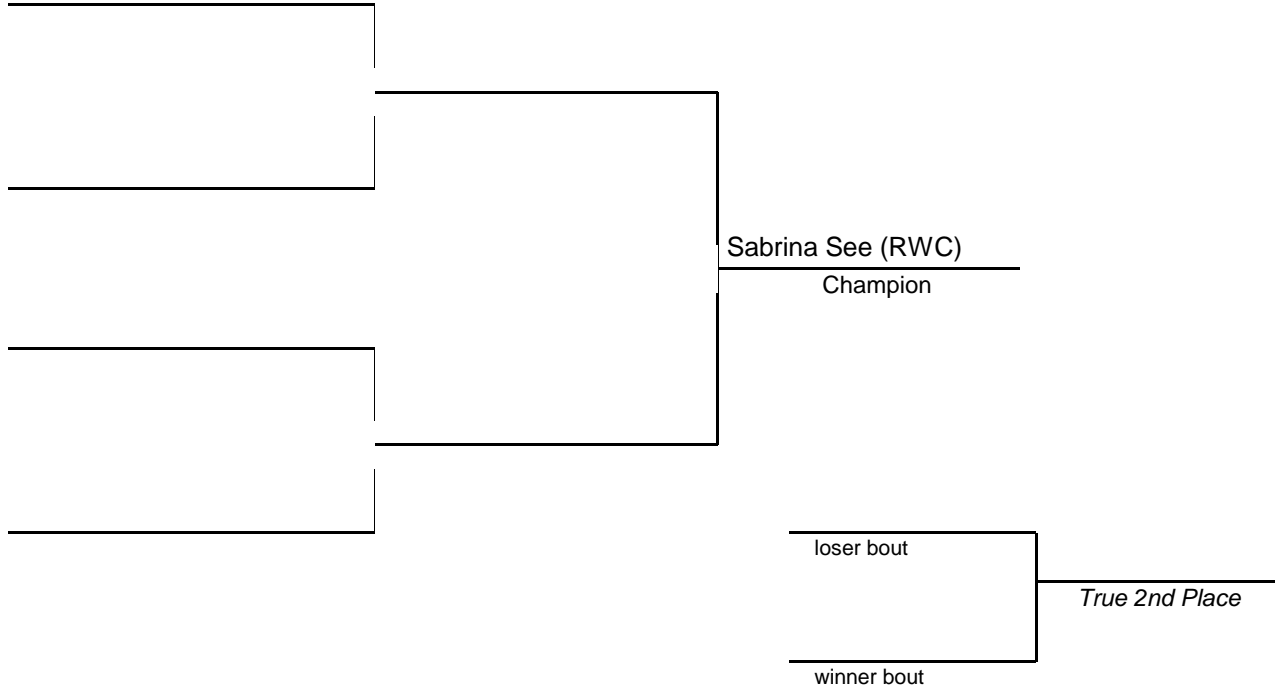 Sabrina See (RWC)
Champion
loser bout
True 2nd Place
winner bout